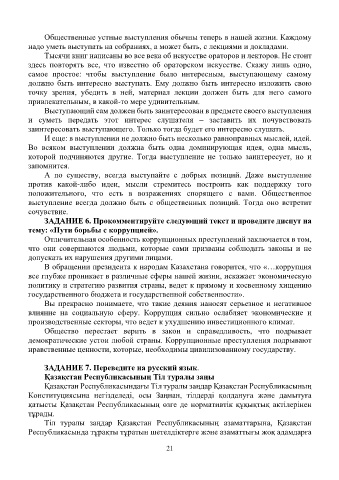 Общественные устные выступления обычны теперь в нашей жизни. Каждому
надо уметь выступать на собраниях, а может быть, с лекциями и докладами.
Тысячи книг написаны во все века об искусстве ораторов и лекторов. Не стоит
здесь повторять все, что известно об ораторском искусстве. Скажу лишь одно,
самое простое: чтобы выступление было интересным, выступающему самому
должно быть интересно выступать. Ему должно быть интересно изложить свою
точку зрения, убедить в ней, материал лекции должен быть для него самого
привлекательным, в какой-то мере удивительным.
Выступающий сам должен быть заинтересован в предмете своего выступления
и суметь передать этот интерес слушателя – заставить их почувствовать
заинтересовать выступающего. Только тогда будет его интересно слушать.
И еще: в выступлении не должно быть несколько равноправных мыслей, идей.
Во всяком выступлении должна быть одна доминирующая идея, одна мысль,
которой подчиняются другие. Тогда выступление не только заинтересует, но и
запомнится.
А по существу, всегда выступайте с добрых позиций. Даже выступление
против какой-либо идеи, мысли стремитесь построить как поддержку того
положительного, что есть в возражениях спорящего с вами. Общественное
выступление всегда должно быть с общественных позиций. Тогда оно встретит
сочувствие.
ЗАДАНИЕ 6. Прокомментируйте следующий текст и проведите диспут на
тему: «Пути борьбы с коррупцией».
Отличительная особенность коррупционных преступлений заключается в том,
что они совершаются людьми, которые сами призваны соблюдать законы и не
допускать их нарушения другими лицами.
В обращении президента к народам Казахстана говорится, что «…коррупция
все глубже проникает в различные сферы нашей жизни, искажает экономическую
политику и стратегию развития страны, ведет к прямому и косвенному хищению
государственного бюджета и государственной собственности».
Вы прекрасно понимаете, что такие деяния наносят серьезное и негативное
влияние на социальную сферу. Коррупция сильно ослабляет экономические и
производственные секторы, что ведет к ухудшению инвестиционного климат.
Общество перестает верить в закон и справедливость, что подрывает
демократические устои любой страны. Коррупционные преступления подрывают
нравственные ценности, которые, необходимы цивилизованному государству.
ЗАДАНИЕ 7. Переведите на русский язык.
Қазақстан Республикасының Тіл туралы заңы
Қазақстан Республикасындағы Тіл туралы заңдар Қазақстан Республикасының
Конституциясына негізделеді, осы Заңнан, тілдерді қолдануға және дамытуға
қатысты Қазақстан Республикасының өзге де нормативтік құқықтық актілерінен
тұрады.
Тіл туралы заңдар Қазақстан Республикасының азаматтарына, Қазақстан
Республикасында тұрақты тұратын шетелдіктерге және азаматтығы жоқ адамдарға
21